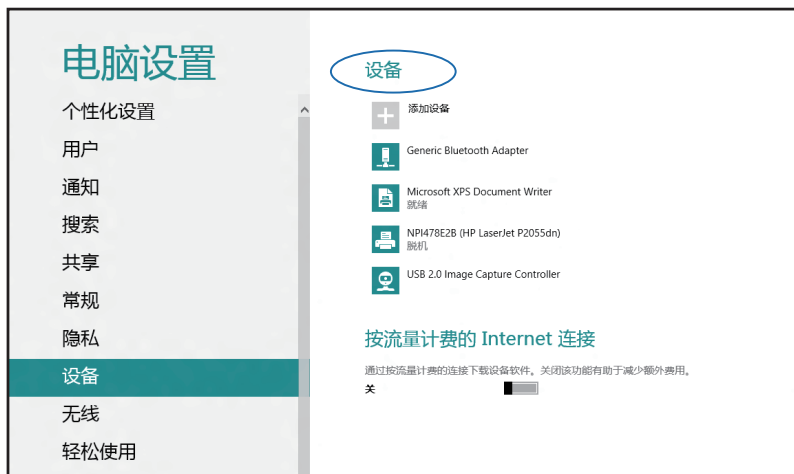 电脑设置
个性化设置
用户
通知
搜索
共享
常规
隐私
设备
无线
轻松使用
设备
添加设备
Generic Bluetooth Adapter
Microsoft XPS Document Writer
就绪
NPI478E2B (HP LaserJet P2055dn)
脱机
USB 2.0 Image Capture Controller
按流量计费的 Internet 连接
通过按流量计费的连接下载设备软件。关闭该功能有助于减少额外费用。
关